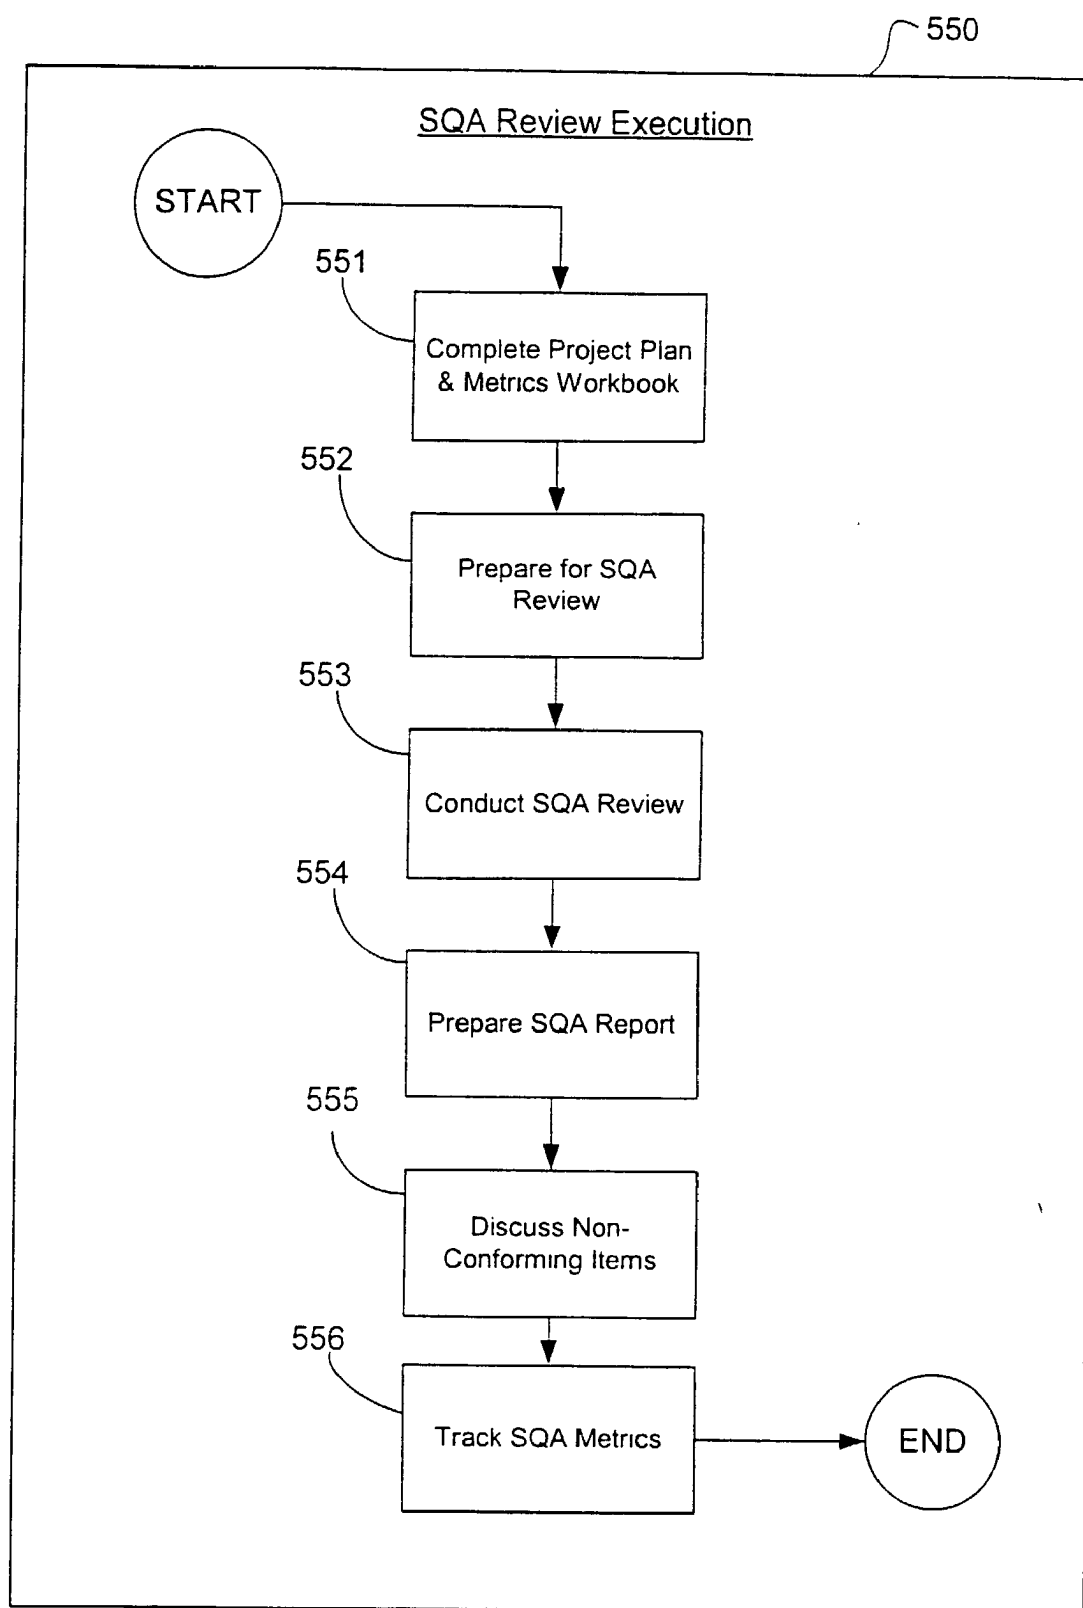 550
SQA Review Execution
START
551
Complete Project Plan
& Metrics Workbook
552
Prepare for SQA
Review
553
Conduct SQA Review
554
Prepare SQA Report
555
Discuss Non-
Conforming Items
556
Track SQA Metrics
END